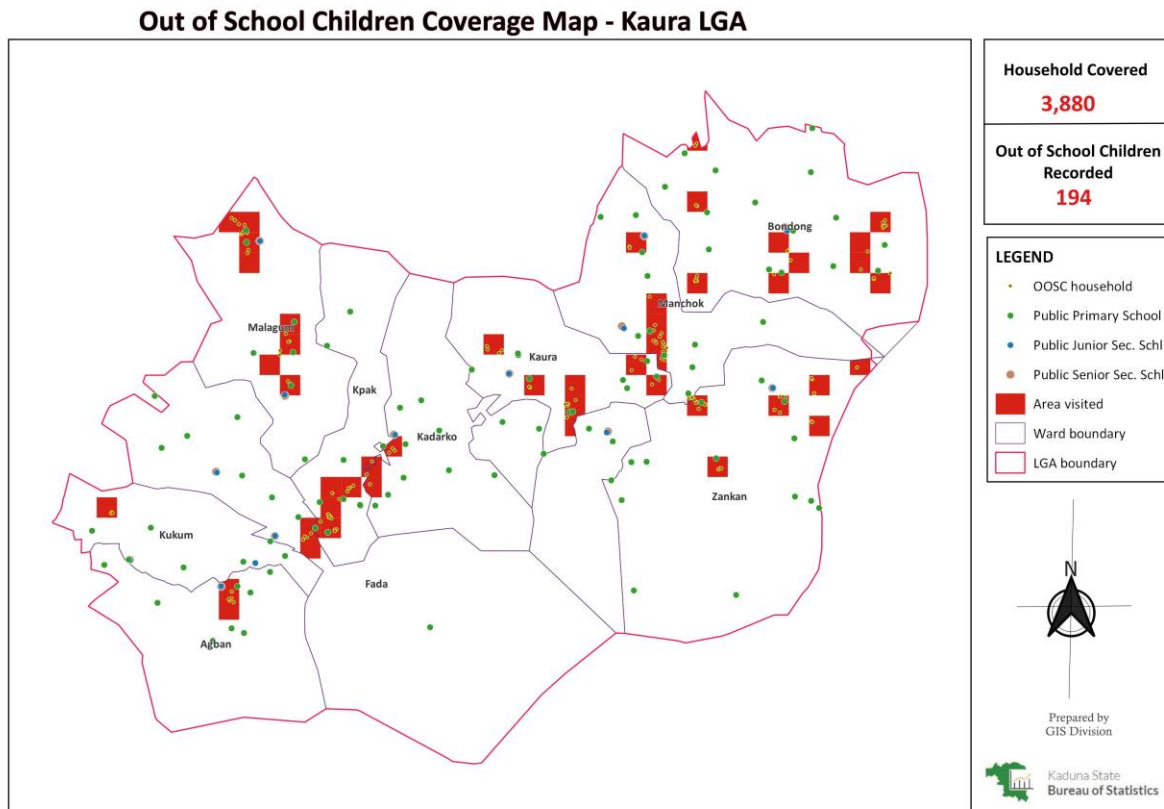 Out of School Children Coverage Map - Kaura LGA
Household Covered
3,880
Out of School Children
Recorded
194
LEGEND
OOSC household
Public Primary School
Public Junior Sec. Schl
Public Senior Sec. Schl
Area visited
Ward boundary
LGA boundary
Bondong
Manchok
Malagum
Kaura
Kpak
Kadarko
Zankan
Kukum
Fada
Agban
N
Prepared by
GIS Division
Kaduna State
Bureau of Statistics